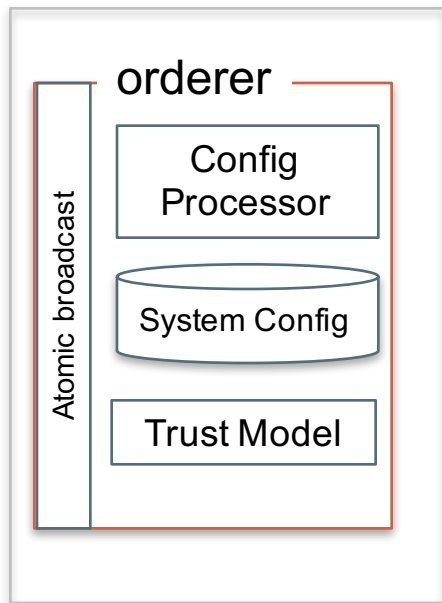 orderer
Atomic broadcast
Config
Processor
System Config
Trust Model